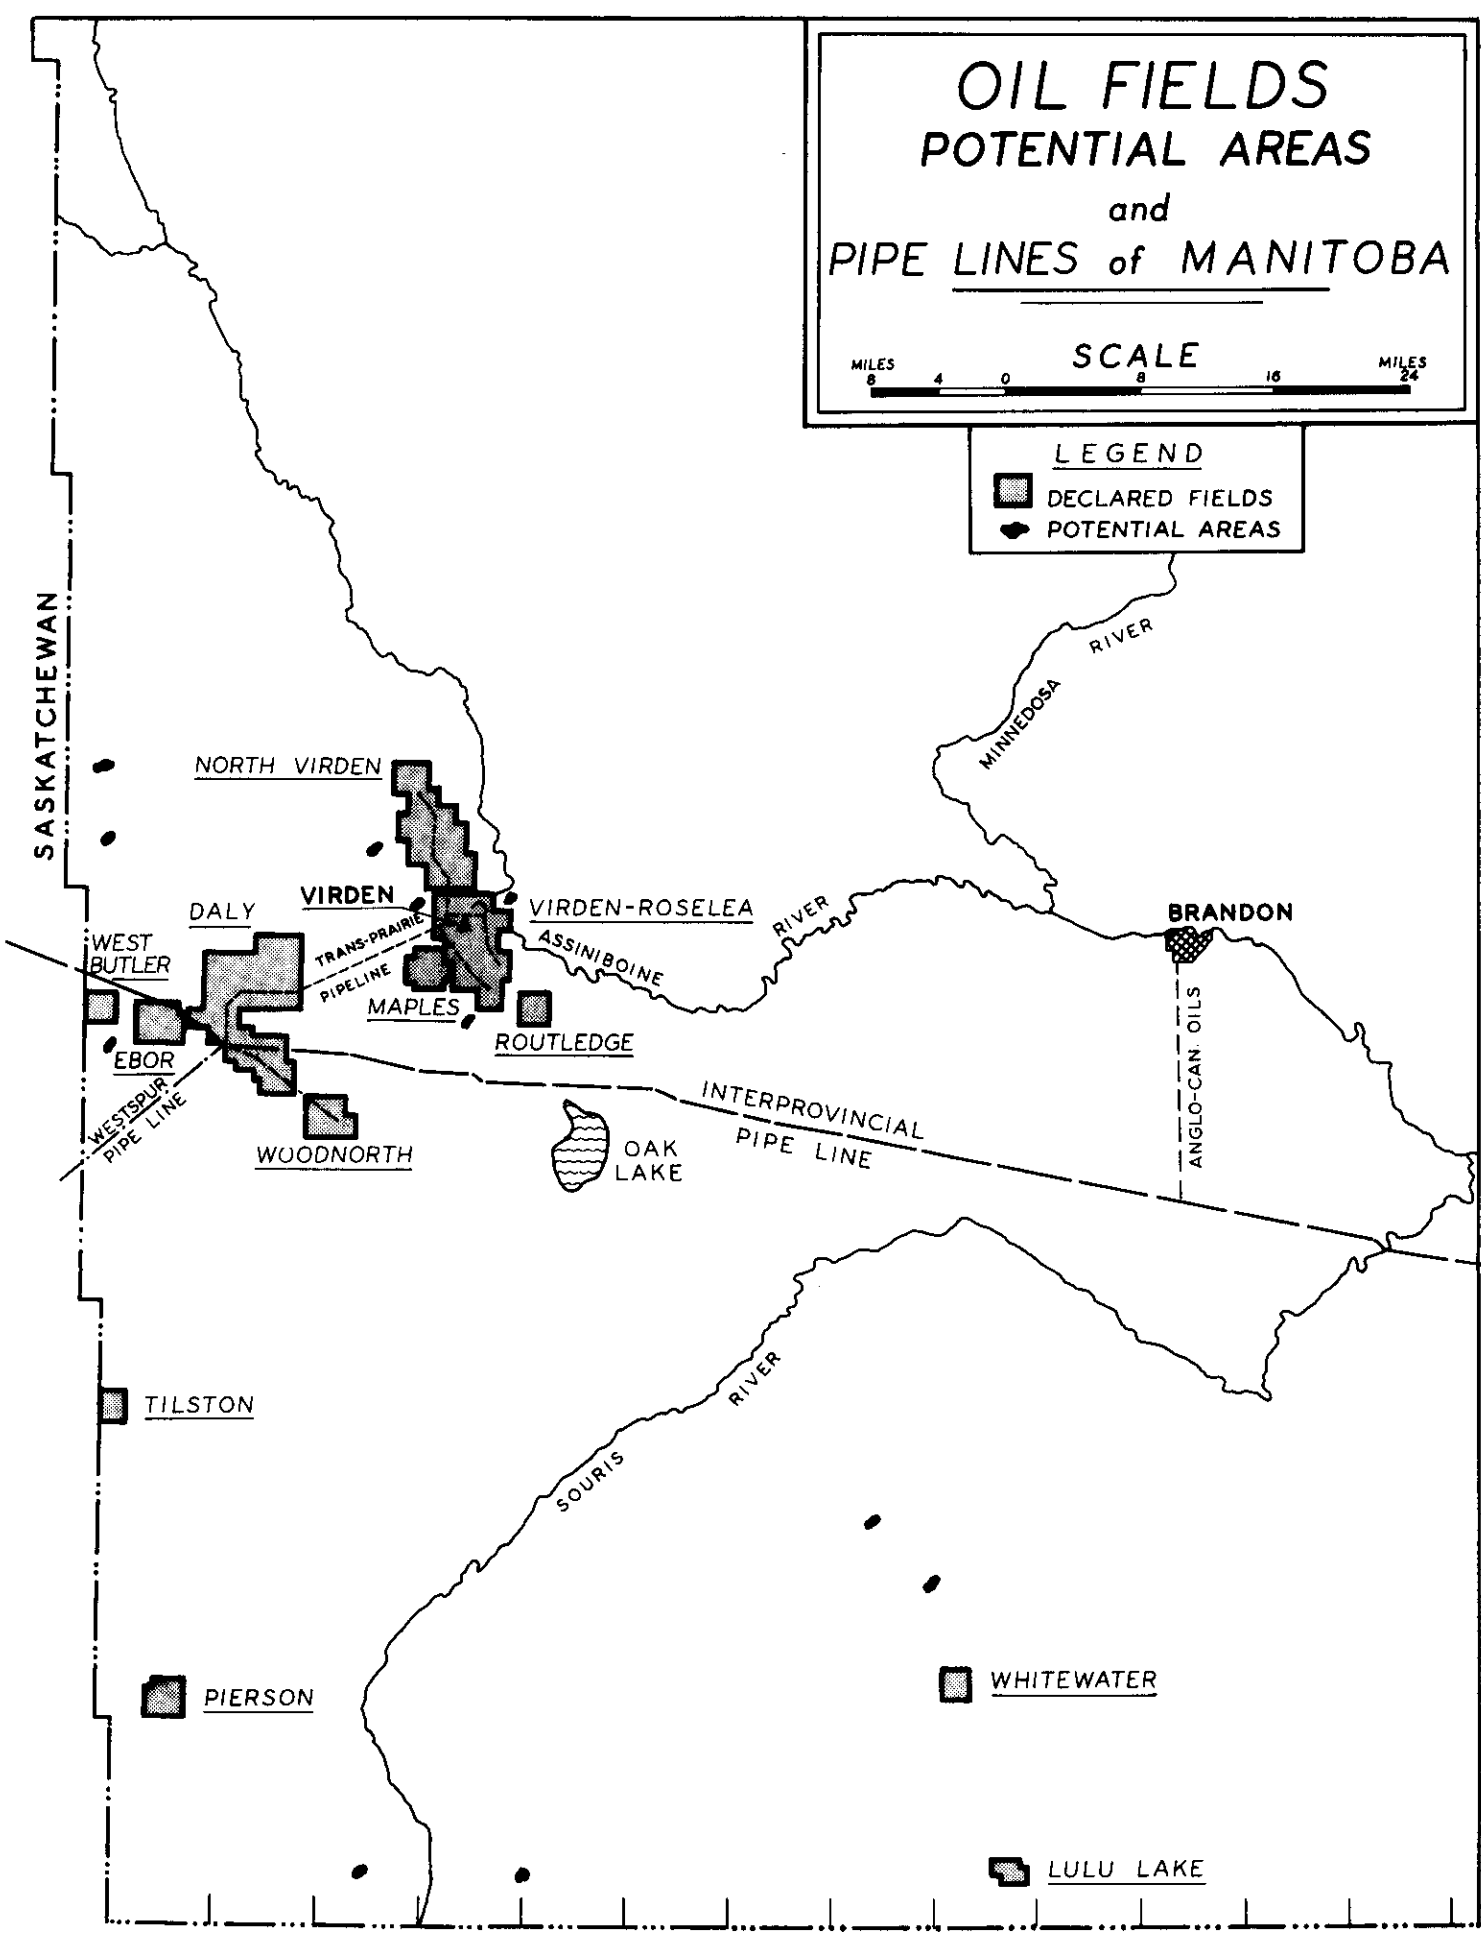 OIL FIELDS
POTENTIAL AREAS
and
PIPE LINES of MANITOBA
SCALE
MILES
MILES
8 4 0 8 16 24
LEGEND
DECLARED FIELDS
POTENTIAL AREAS
SASKATCHEWAN
MINNEDOSA
RIVER
NORTH VIRDEN
VIRDEN
VIRDEN-ROSELEA
DALY
WEST
BUTLER
TRANS-PRAIRIE
PIPELINE
ASSINIBOINE
RIVER
BRANDON
MAPLES
ROUTLEDGE
EBOR
WESTSPUR
PIPE LINE
WOODNORTH
OAK
LAKE
INTERPROVINCIAL
PIPE LINE
ANGLO-CAN. OILS
TILSTON
SOURIS
RIVER
PIERSON
WHITEWATER
LULU LAKE